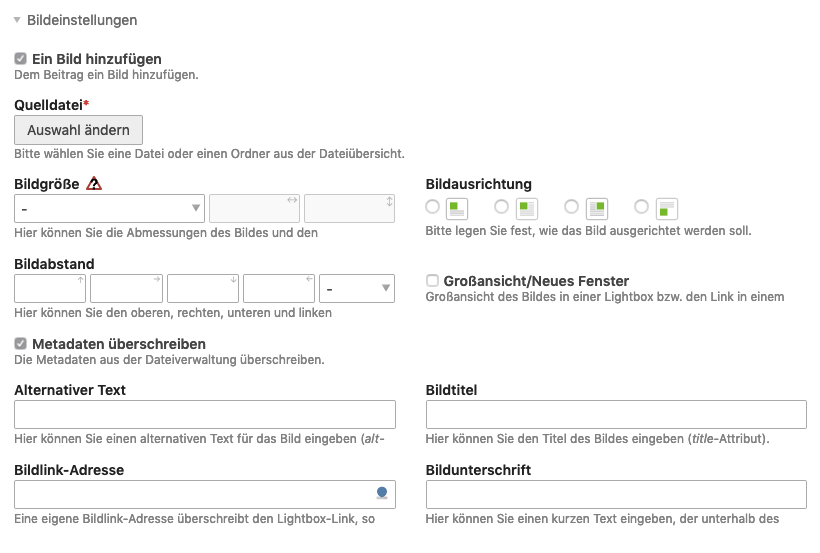 Bildeinstellungen
Ein Bild hinzufügen
Dem Beitrag ein Bild hinzufügen.
Quelldatei*
Auswahl ändern
Bitte wählen Sie eine Datei oder einen Ordner aus der Dateiübersicht.
Bildgröße
-
Hier können Sie die Abmessungen des Bildes und den
Bildausrichtung
Bitte legen Sie fest, wie das Bild ausgerichtet werden soll.
Bildabstand
-
Hier können Sie den oberen, rechten, unteren und linken
Großansicht/Neues Fenster
Großansicht des Bildes in einer Lightbox bzw. den Link in einem
Metadaten überschreiben
Die Metadaten aus der Dateiverwaltung überschreiben.
Alternativer Text
Hier können Sie einen alternativen Text für das Bild eingeben (alt-
Bildtitel
Hier können Sie den Titel des Bildes eingeben (title-Attribut).
Bildlink-Adresse
Eine eigene Bildlink-Adresse überschreibt den Lightbox-Link, so
Bildunterschrift
Hier können Sie einen kurzen Text eingeben, der unterhalb des